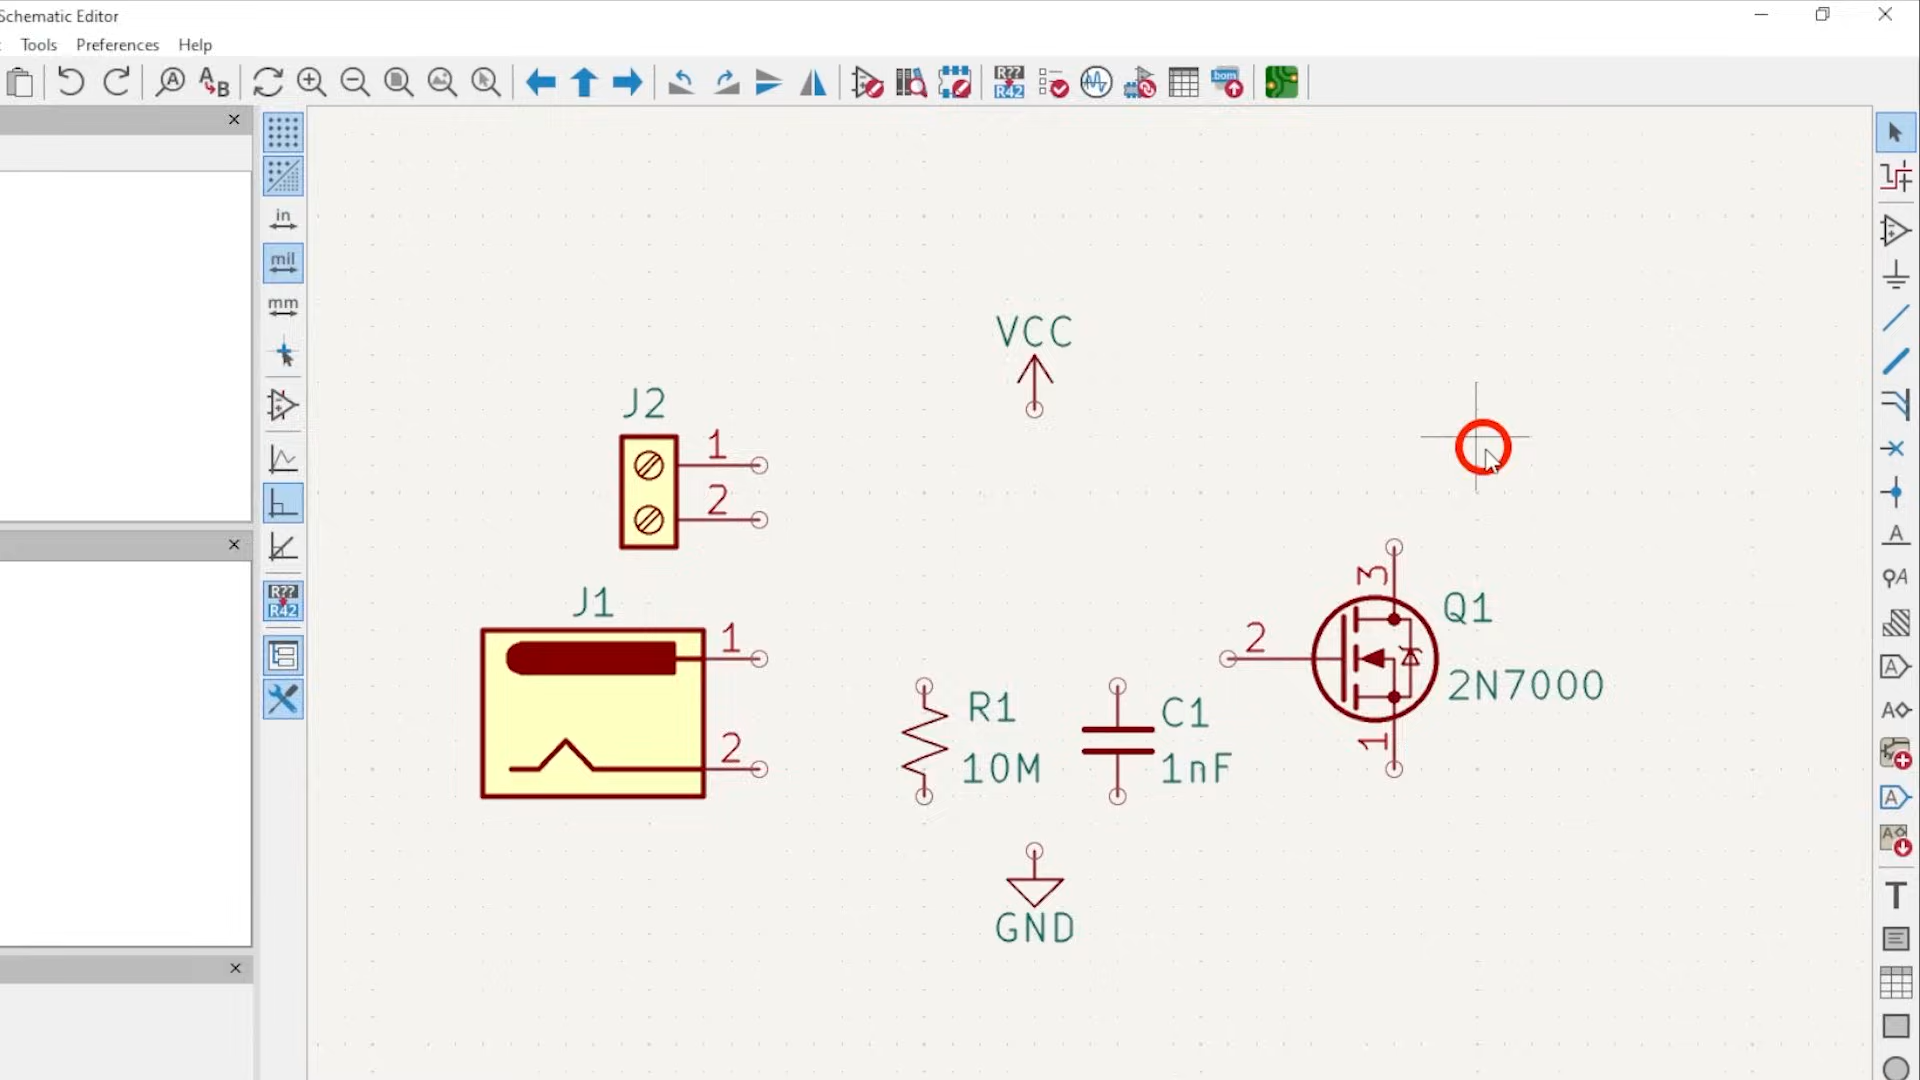 Schematic Editor
Tools Preferences Help
A
A B
R??
R42
bom
in
mil
mm
R??
R42
VCC
J2
1
2
J1
1
2
R1
10M
C1
1nF
3
2
1
Q1
2N7000
GND
A
A
A
A
A
A
T